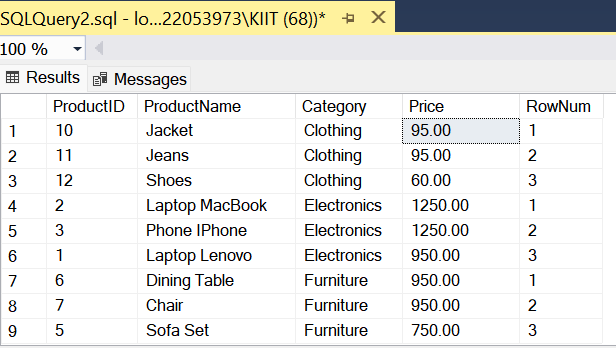 SQLQuery2.sql - lo...22053973\KIIT (68))*
100 %
Results Messages
ProductID ProductName Category Price RowNum
1 10 Jacket Clothing 95.00 1
2 11 Jeans Clothing 95.00 2
3 12 Shoes Clothing 60.00 3
4 2 Laptop MacBook Electronics 1250.00 1
5 3 Phone IPhone Electronics 1250.00 2
6 1 Laptop Lenovo Electronics 950.00 3
7 6 Dining Table Furniture 950.00 1
8 7 Chair Furniture 950.00 2
9 5 Sofa Set Furniture 750.00 3